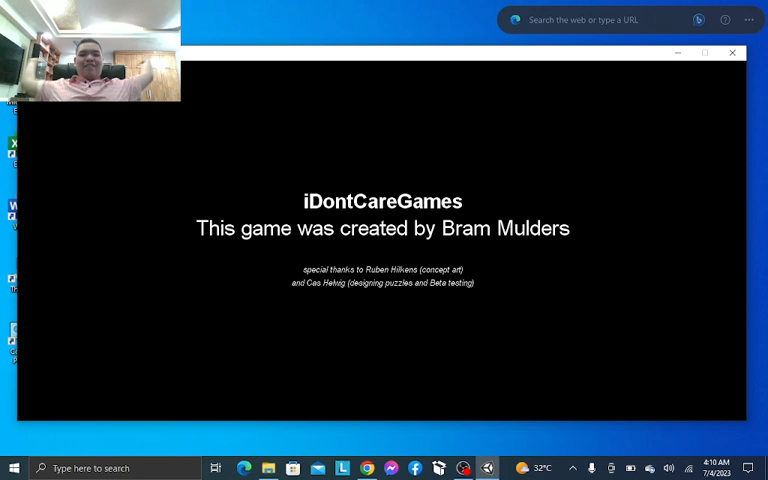 Search the web or type a URL
iDontCareGames
This game was created by Bram Mulders
special thanks to Ruben Hilkens (concept art)
and Cas Helwig (designing puzzles and Beta testing)
Type here to search
32°C
4:10 AM
7/4/2023